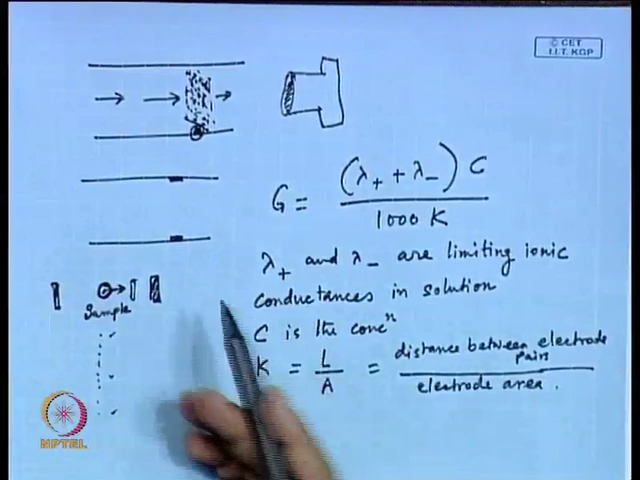 © CET
I.I.T. KGP
G = (λ+ + λ−) C / 1000 K
λ+ and λ− are limiting ionic
conductances in solution
C is the concⁿ
K = L / A = distance between electrode pairs / electrode area.
Sample
NPTEL